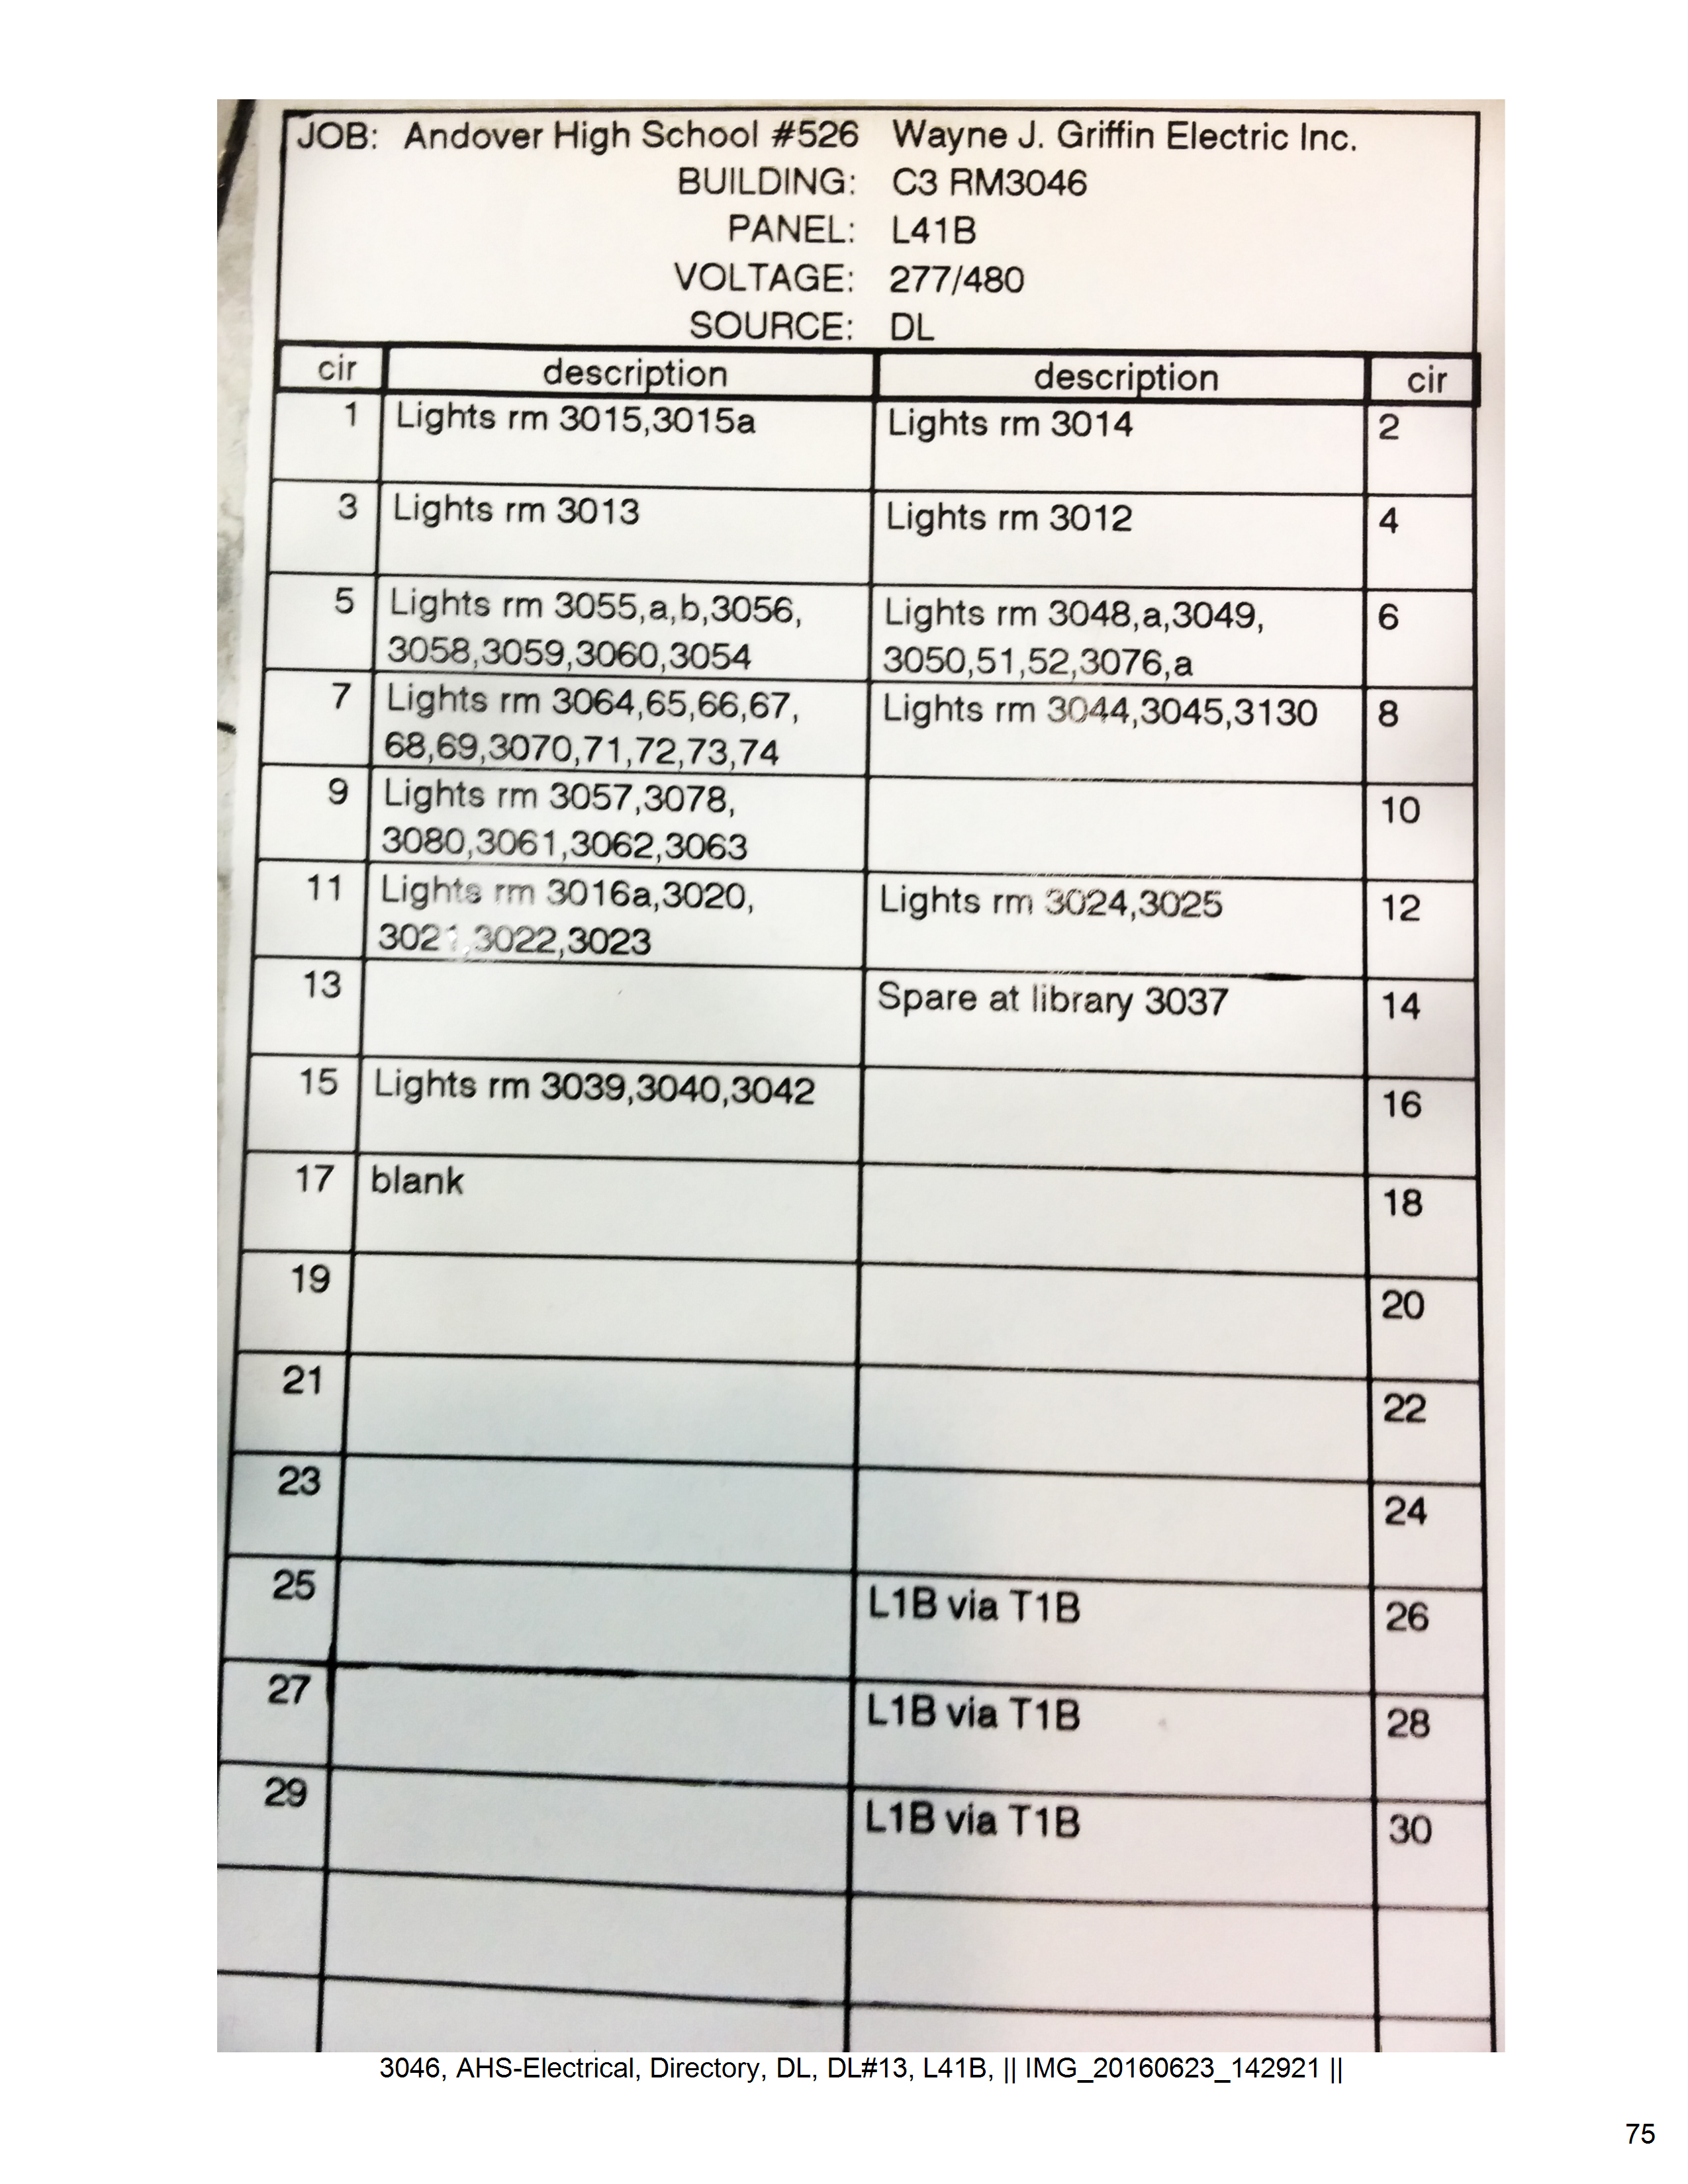 JOB: Andover High School #526 Wayne J. Griffin Electric Inc.
BUILDING: C3 RM3046
PANEL: L41B
VOLTAGE: 277/480
SOURCE: DL
cir description description cir
1 Lights rm 3015,3015a Lights rm 3014 2
3 Lights rm 3013 Lights rm 3012 4
5 Lights rm 3055,a,b,3056, Lights rm 3048,a,3049, 6
3058,3059,3060,3054 3050,51,52,3076,a
7 Lights rm 3064,65,66,67, Lights rm 3044,3045,3130 8
68,69,3070,71,72,73,74
9 Lights rm 3057,3078, 10
3080,3061,3062,3063
11 Lights rm 3016a,3020, Lights rm 3024,3025 12
3021,3022,3023
13 Spare at library 3037 14
15 Lights rm 3039,3040,3042 16
17 blank 18
19 20
21 22
23 24
25 L1B via T1B 26
27 L1B via T1B 28
29 L1B via T1B 30
3046, AHS-Electrical, Directory, DL, DL#13, L41B, || IMG_20160623_142921 ||
75